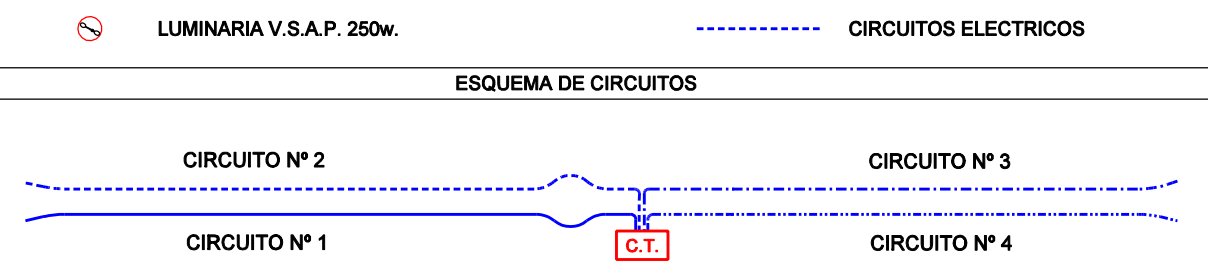 LUMINARIA V.S.A.P. 250w.
CIRCUITOS ELECTRICOS
ESQUEMA DE CIRCUITOS
CIRCUITO Nº 2
CIRCUITO Nº 3
CIRCUITO Nº 1
C.T.
CIRCUITO Nº 4